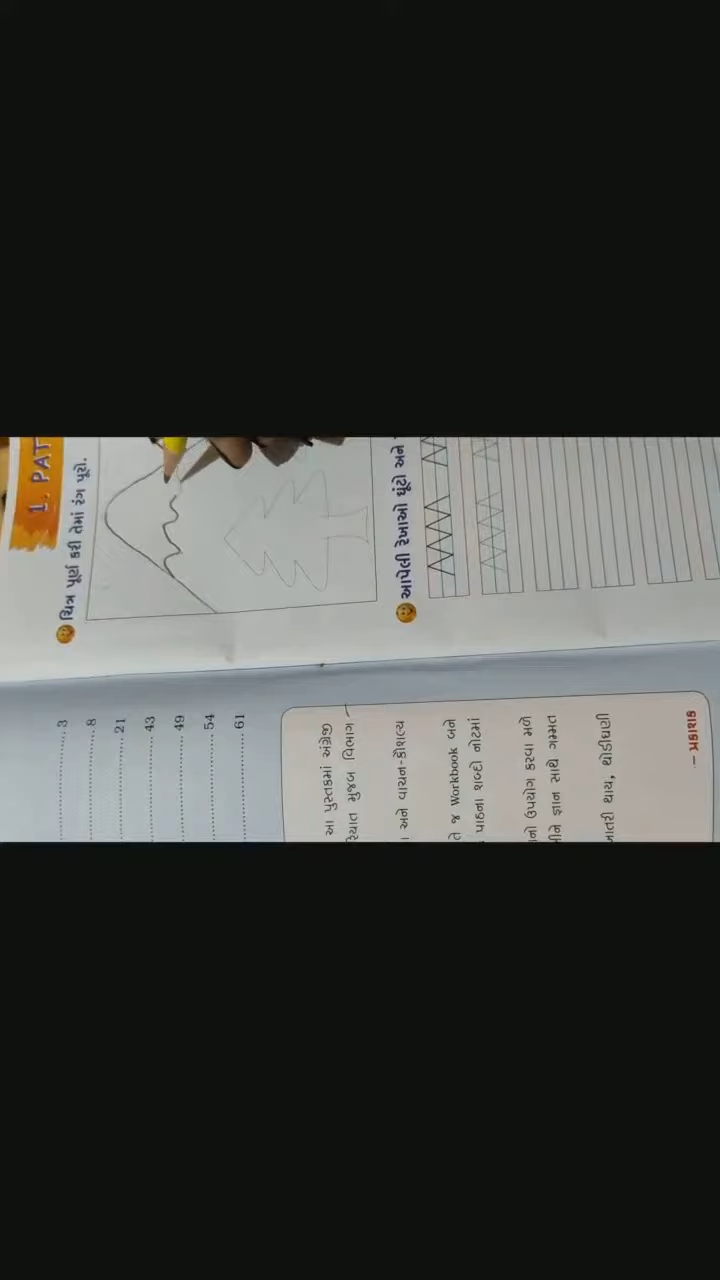 1. PAT
ચિત્ર પૂર્ણ કરી તેમાં રંગ પૂરો.
આપેલી રેખાઓ ઘૂંટો અને
3
8
21
43
49
54
61
આ પુસ્તકમાં અંગ્રેજી
મુજબ વિભાગ
અને વાચન-કૌશલ્ય
તે જ Workbook બને
પાઠના શબ્દો નોટમાં
ઉપયોગ કરવા મળે
જ્ઞાન સાથે ગમ્મત
થાય, થોડીઘણી
– પ્રકાશક